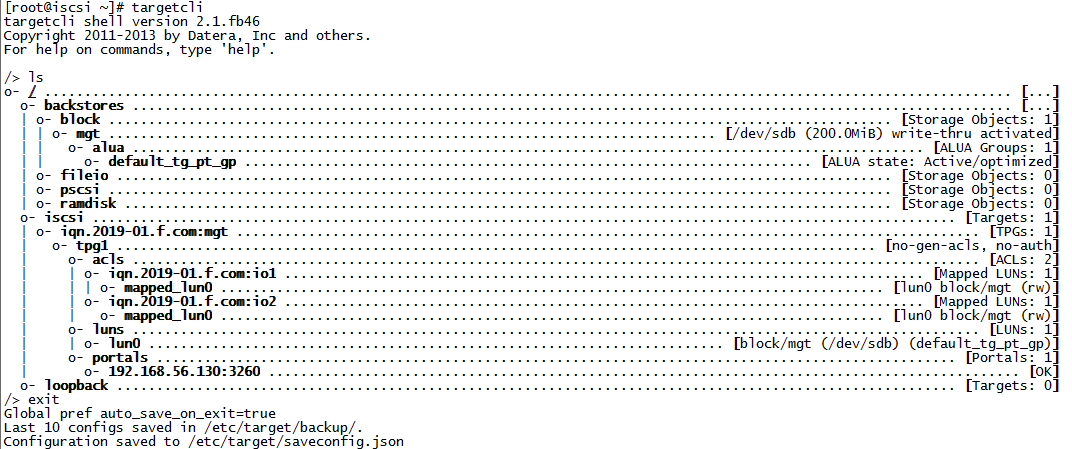 [root@iscsi ~]# targetcli
targetcli shell version 2.1.fb46
Copyright 2011-2013 by Datera, Inc and others.
For help on commands, type 'help'.

/> ls
o- / ......................................................................................................................... [...]
  o- backstores .............................................................................................................. [...]
  | o- block .................................................................................................. [Storage Objects: 1]
  | | o- mgt ............................................................................ [/dev/sdb (200.0MiB) write-thru activated]
  | |   o- alua ................................................................................................... [ALUA Groups: 1]
  | |     o- default_tg_pt_gp ....................................................................... [ALUA state: Active/optimized]
  | o- fileio ................................................................................................. [Storage Objects: 0]
  | o- pscsi .................................................................................................. [Storage Objects: 0]
  | o- ramdisk ................................................................................................ [Storage Objects: 0]
  o- iscsi ............................................................................................................ [Targets: 1]
  | o- iqn.2019-01.f.com:mgt ............................................................................................. [TPGs: 1]
  |   o- tpg1 ............................................................................................... [no-gen-acls, no-auth]
  |     o- acls .......................................................................................................... [ACLs: 2]
  |     | o- iqn.2019-01.f.com:io1 .................................................................................... [Mapped LUNs: 1]
  |     | | o- mapped_lun0 ................................................................................. [lun0 block/mgt (rw)]
  |     | o- iqn.2019-01.f.com:io2 .................................................................................... [Mapped LUNs: 1]
  |     |   o- mapped_lun0 ................................................................................. [lun0 block/mgt (rw)]
  |     o- luns .......................................................................................................... [LUNs: 1]
  |     | o- lun0 ........................................................................ [block/mgt (/dev/sdb) (default_tg_pt_gp)]
  |     o- portals .................................................................................................... [Portals: 1]
  |       o- 192.168.56.130:3260 ............................................................................................... [OK]
  o- loopback ......................................................................................................... [Targets: 0]
/> exit
Global pref auto_save_on_exit=true
Last 10 configs saved in /etc/target/backup/.
Configuration saved to /etc/target/saveconfig.json